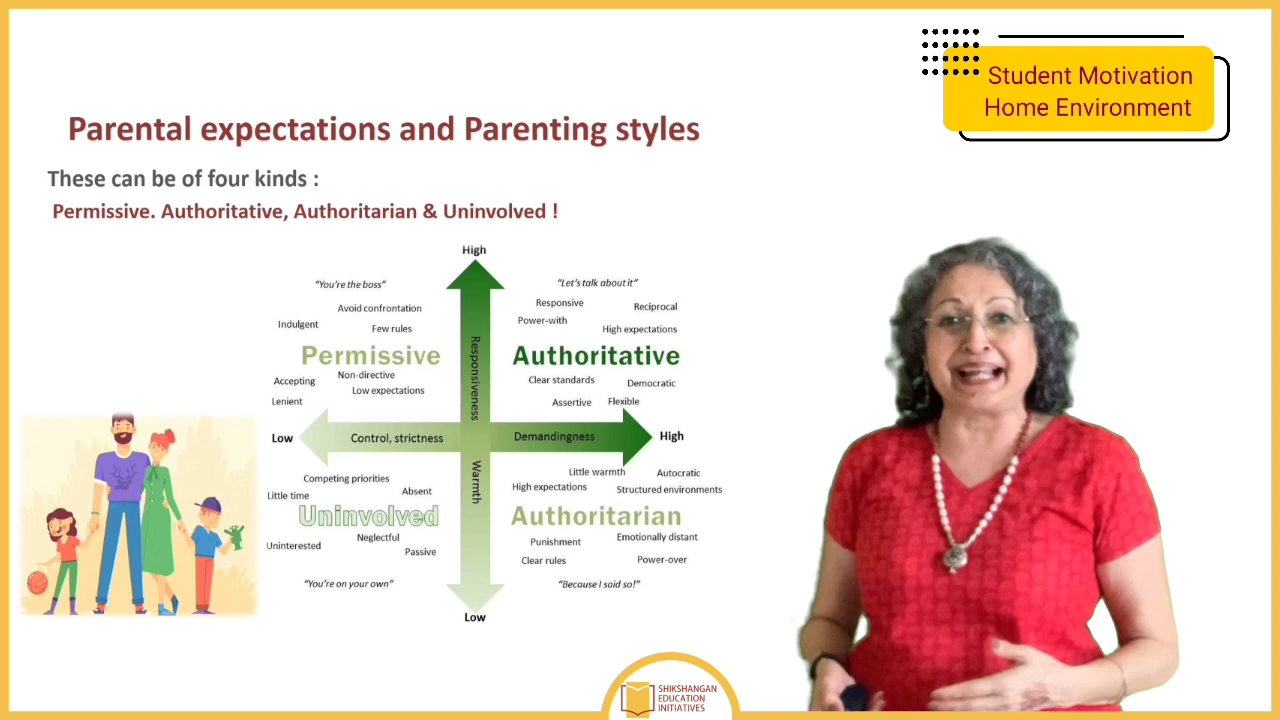 Student Motivation
Home Environment
Parental expectations and Parenting styles
These can be of four kinds :
Permissive. Authoritative, Authoritarian & Uninvolved !
High
"You're the boss"
Avoid confrontation
Indulgent
Few rules
Permissive
Non-directive
Accepting
Low expectations
Lenient
"Let's talk about it"
Responsive
Reciprocal
Power-with
High expectations
Authoritative
Clear standards
Democratic
Assertive
Flexible
Responsiveness
Low
Control, strictness
Demandingness
High
Warmth
Competing priorities
Absent
Little time
Uninvolved
Neglectful
Uninterested
Passive
"You're on your own"
Little warmth
Autocratic
High expectations
Structured environments
Authoritarian
Punishment
Emotionally distant
Clear rules
Power-over
"Because I said so!"
Low
SHIKSHANGAN
EDUCATION
INITIATIVES